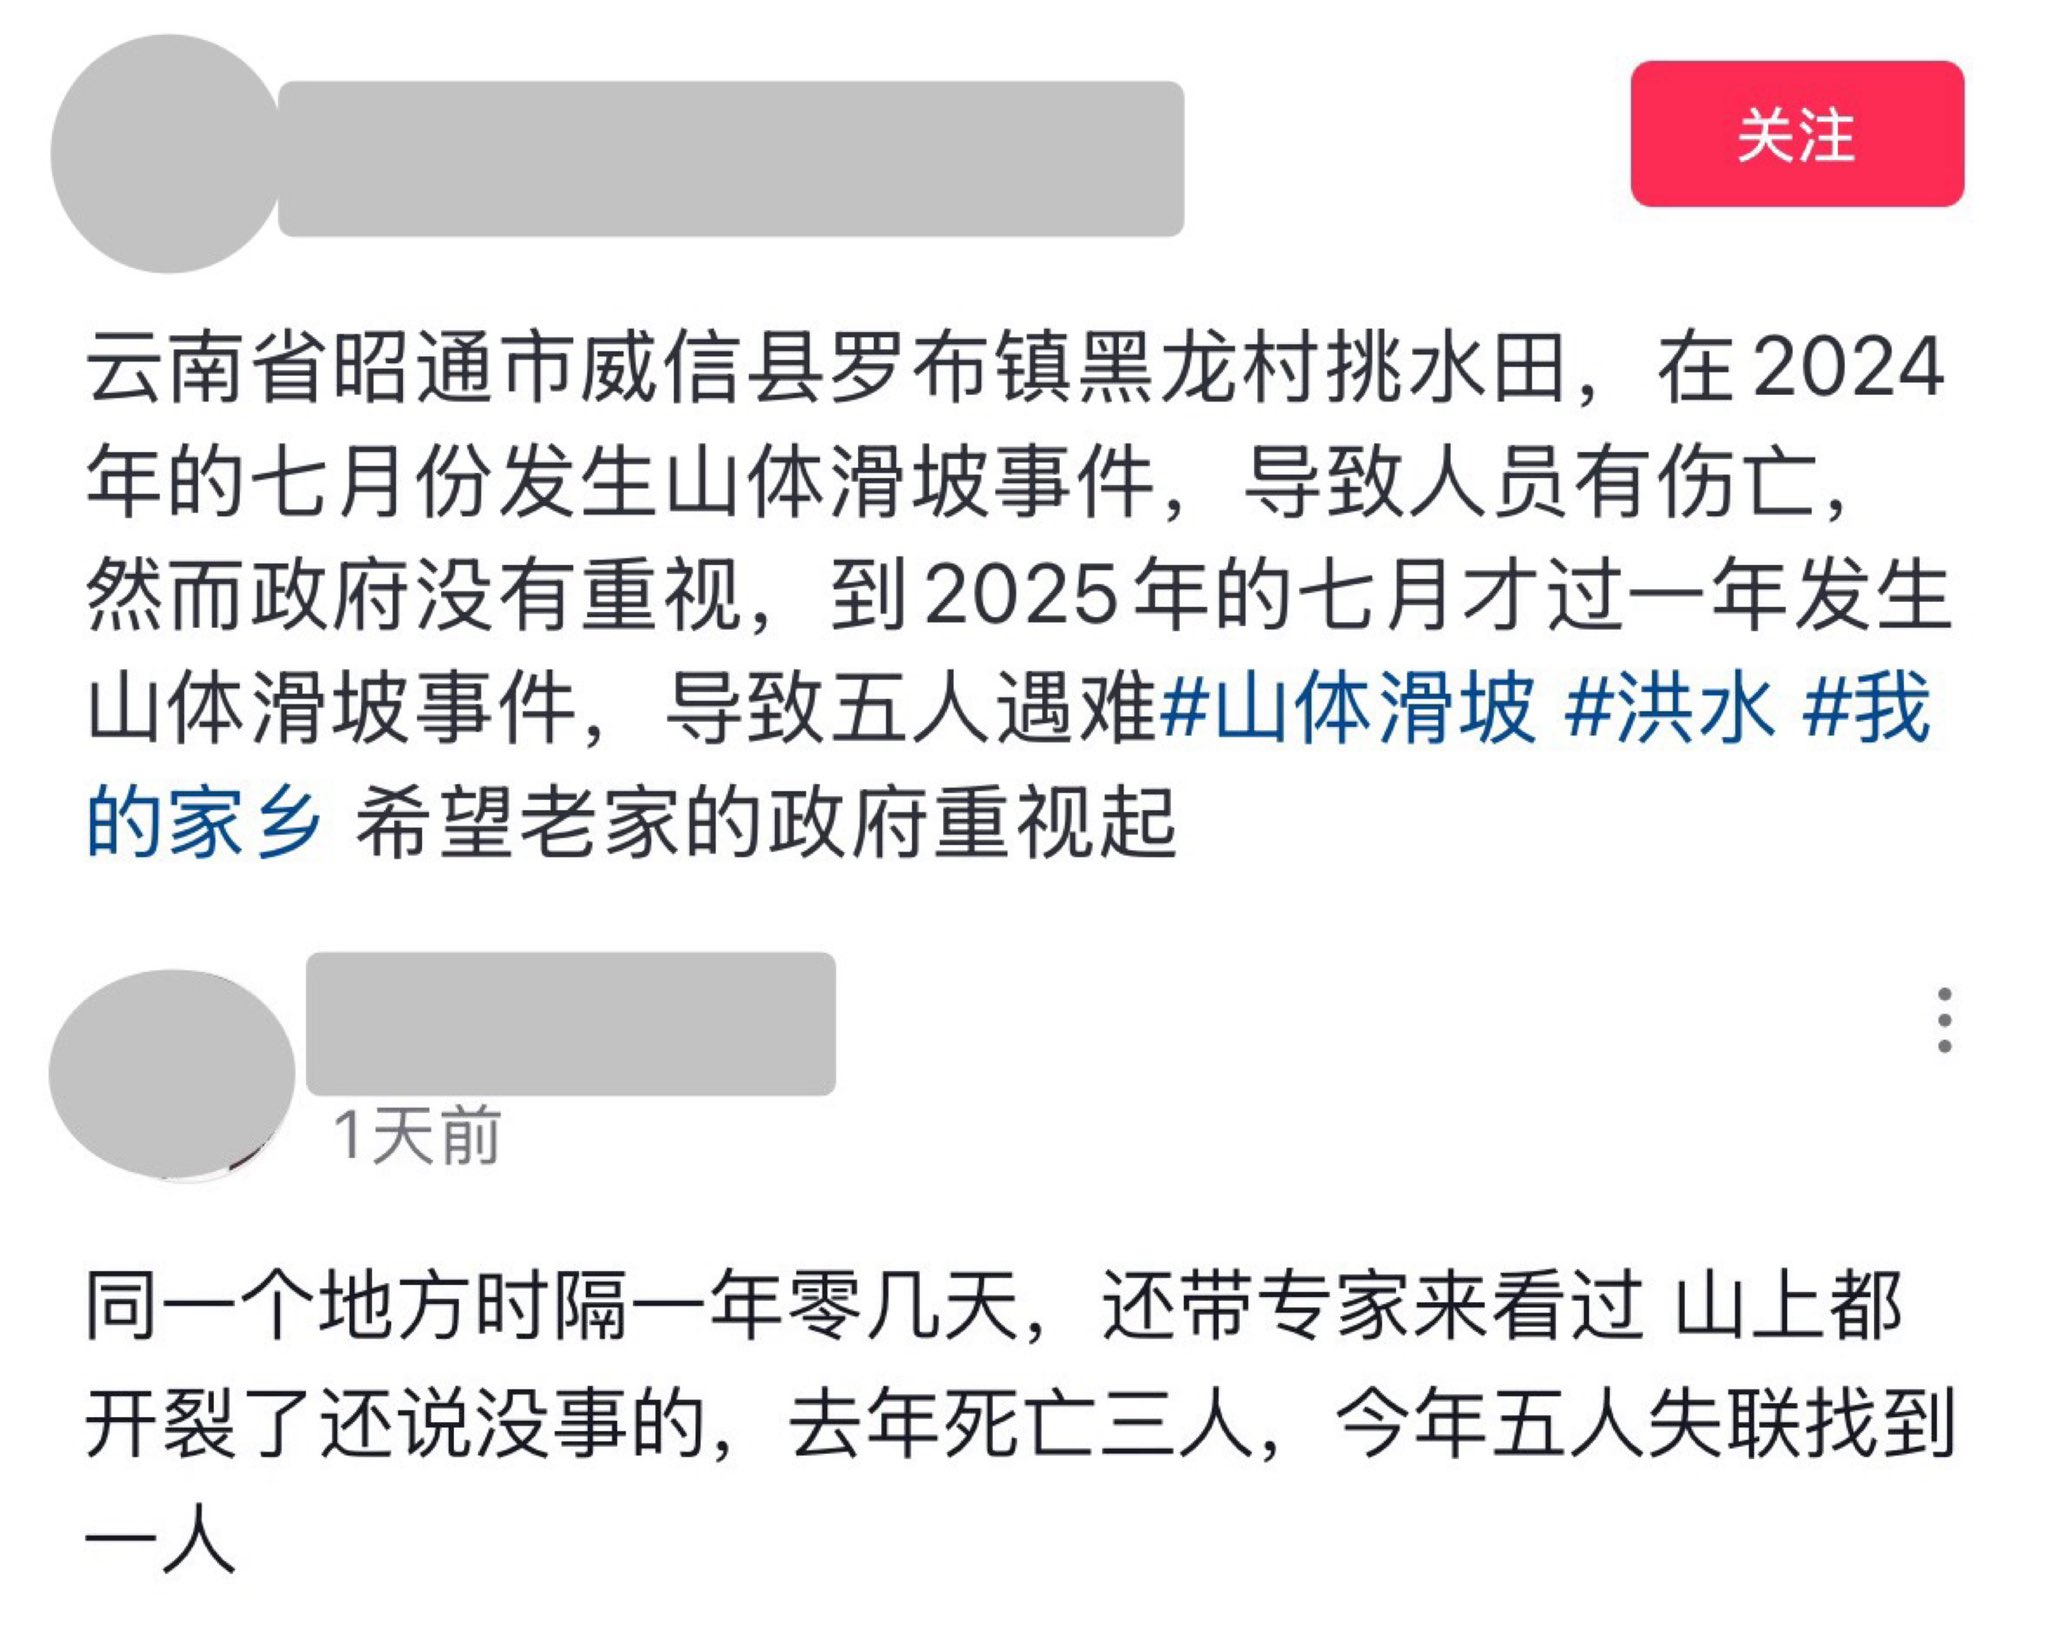 关注
云南省昭通市威信县罗布镇黑龙村挑水田，在2024
年的七月份发生山体滑坡事件，导致人员有伤亡，
然而政府没有重视，到2025年的七月才过一年发生
山体滑坡事件，导致五人遇难#山体滑坡 #洪水 #我
的家乡 希望老家的政府重视起
1天前
同一个地方时隔一年零几天，还带专家来看过 山上都
开裂了还说没事的，去年死亡三人，今年五人失联找到
一人